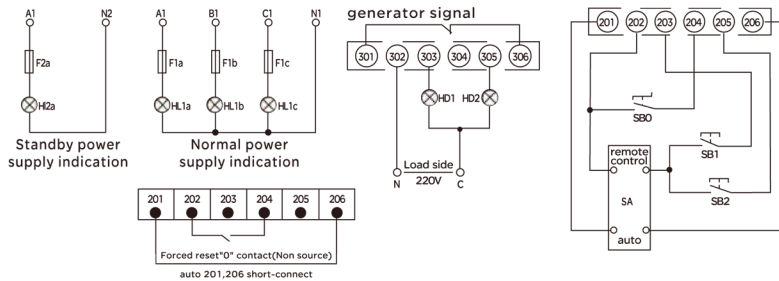 A1 N2
F2a
Hl2a
Standby power
supply indication
A1 B1 C1 N1
F1a F1b F1c
HL1a HL1b HL1c
Normal power
supply indication
generator signal
301 302 303 304 305 306
HD1 HD2
Load side
N 220V C
201 202 203 204 205 206
SB0
SB1
remote
control
SB2
SA
auto
201 202 203 204 205 206
Forced reset"0" contact(Non source)
auto 201,206 short-connect